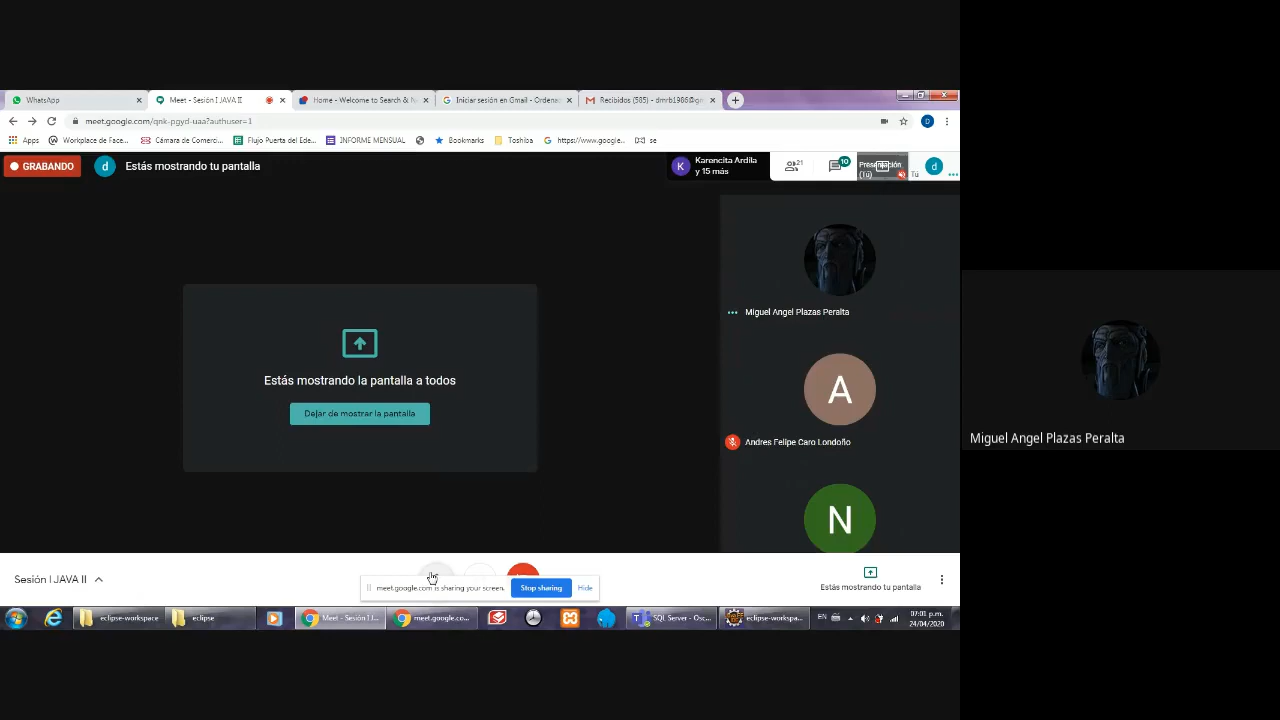 WhatsApp
Meet - Sesión I JAVA II
Home - Welcome to Search & N
Iniciar sesión en Gmail - Ordena
Recibidos (585) - dmrb1986@gm
meet.google.com/qnk-pgyd-uaa?authuser=1
D
Apps
Workplace de Face...
Cámara de Comerci...
Flujo Puerta del Ede...
INFORME MENSUAL
Bookmarks
Toshiba
https://www.google...
se
GRABANDO
d
Estás mostrando tu pantalla
K
Karencita Ardila
y 15 más
21
10
Presentación
(Tú)
Tú
d
Miguel Angel Plazas Peralta
Estás mostrando la pantalla a todos
Dejar de mostrar la pantalla
A
Andres Felipe Caro Londoño
N
Miguel Angel Plazas Peralta
Sesión I JAVA II
meet.google.com is sharing your screen.
Stop sharing
Hide
Estás mostrando tu pantalla
eclipse-workspace
eclipse
Meet - Sesión I J...
meet.google.co...
SQL Server - Osc...
eclipse-workspa...
EN
07:01 p.m.
24/04/2020